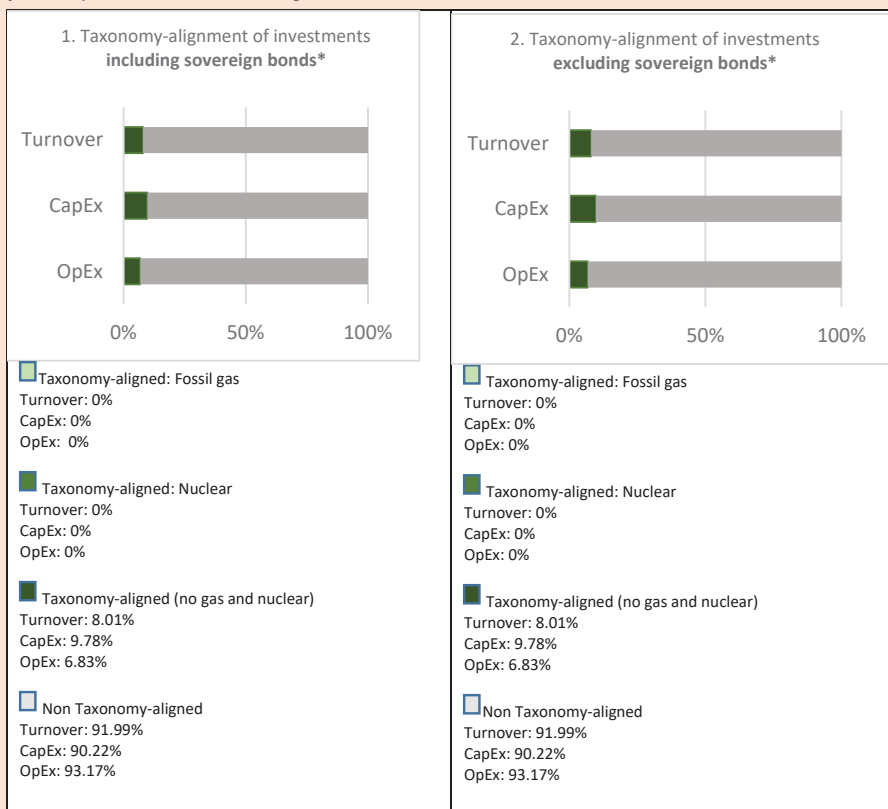 1. Taxonomy-alignment of investments
including sovereign bonds*
Turnover
CapEx
OpEx
0%
50%
100%
Taxonomy-aligned: Fossil gas
Turnover: 0%
CapEx: 0%
OpEx: 0%
Taxonomy-aligned: Nuclear
Turnover: 0%
CapEx: 0%
OpEx: 0%
Taxonomy-aligned (no gas and nuclear)
Turnover: 8.01%
CapEx: 9.78%
OpEx: 6.83%
Non Taxonomy-aligned
Turnover: 91.99%
CapEx: 90.22%
OpEx: 93.17%
2. Taxonomy-alignment of investments
excluding sovereign bonds*
Turnover
CapEx
OpEx
0%
50%
100%
Taxonomy-aligned: Fossil gas
Turnover: 0%
CapEx: 0%
OpEx: 0%
Taxonomy-aligned: Nuclear
Turnover: 0%
CapEx: 0%
OpEx: 0%
Taxonomy-aligned (no gas and nuclear)
Turnover: 8.01%
CapEx: 9.78%
OpEx: 6.83%
Non Taxonomy-aligned
Turnover: 91.99%
CapEx: 90.22%
OpEx: 93.17%